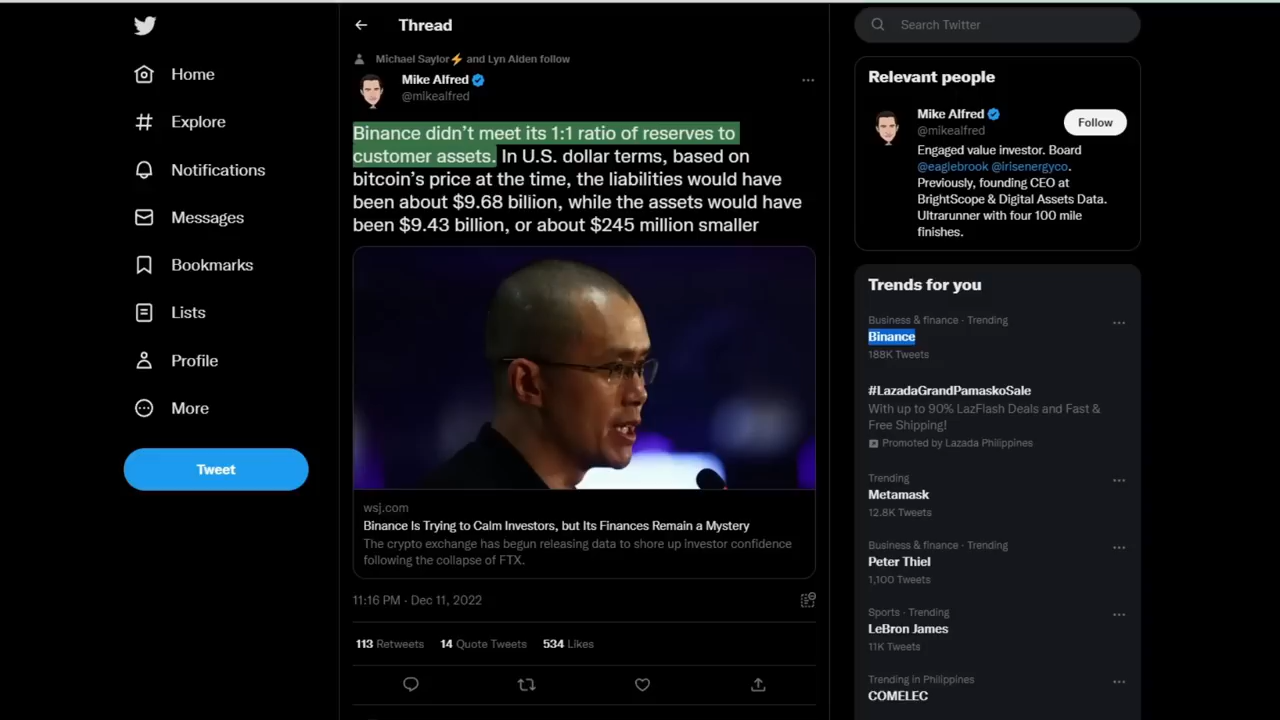 Home
Explore
Notifications
Messages
Bookmarks
Lists
Profile
More
Tweet
Thread
Michael Saylor⚡ and Lyn Alden follow
Mike Alfred
@mikealfred
Binance didn't meet its 1:1 ratio of reserves to
customer assets. In U.S. dollar terms, based on
bitcoin's price at the time, the liabilities would have
been about $9.68 billion, while the assets would have
been $9.43 billion, or about $245 million smaller
wsj.com
Binance Is Trying to Calm Investors, but Its Finances Remain a Mystery
The crypto exchange has begun releasing data to shore up investor confidence
following the collapse of FTX.
11:16 PM · Dec 11, 2022
113 Retweets 14 Quote Tweets 534 Likes
Search Twitter
Relevant people
Mike Alfred
@mikealfred
Follow
Engaged value investor. Board
@eaglebrook @irisenergyco.
Previously, founding CEO at
BrightScope & Digital Assets Data.
Ultrarunner with four 100 mile
finishes.
Trends for you
Business & finance · Trending
Binance
188K Tweets
#LazadaGrandPamaskoSale
With up to 90% LazFlash Deals and Fast &
Free Shipping!
Promoted by Lazada Philippines
Trending
Metamask
12.8K Tweets
Business & finance · Trending
Peter Thiel
1,100 Tweets
Sports · Trending
LeBron James
11K Tweets
Trending in Philippines
COMELEC